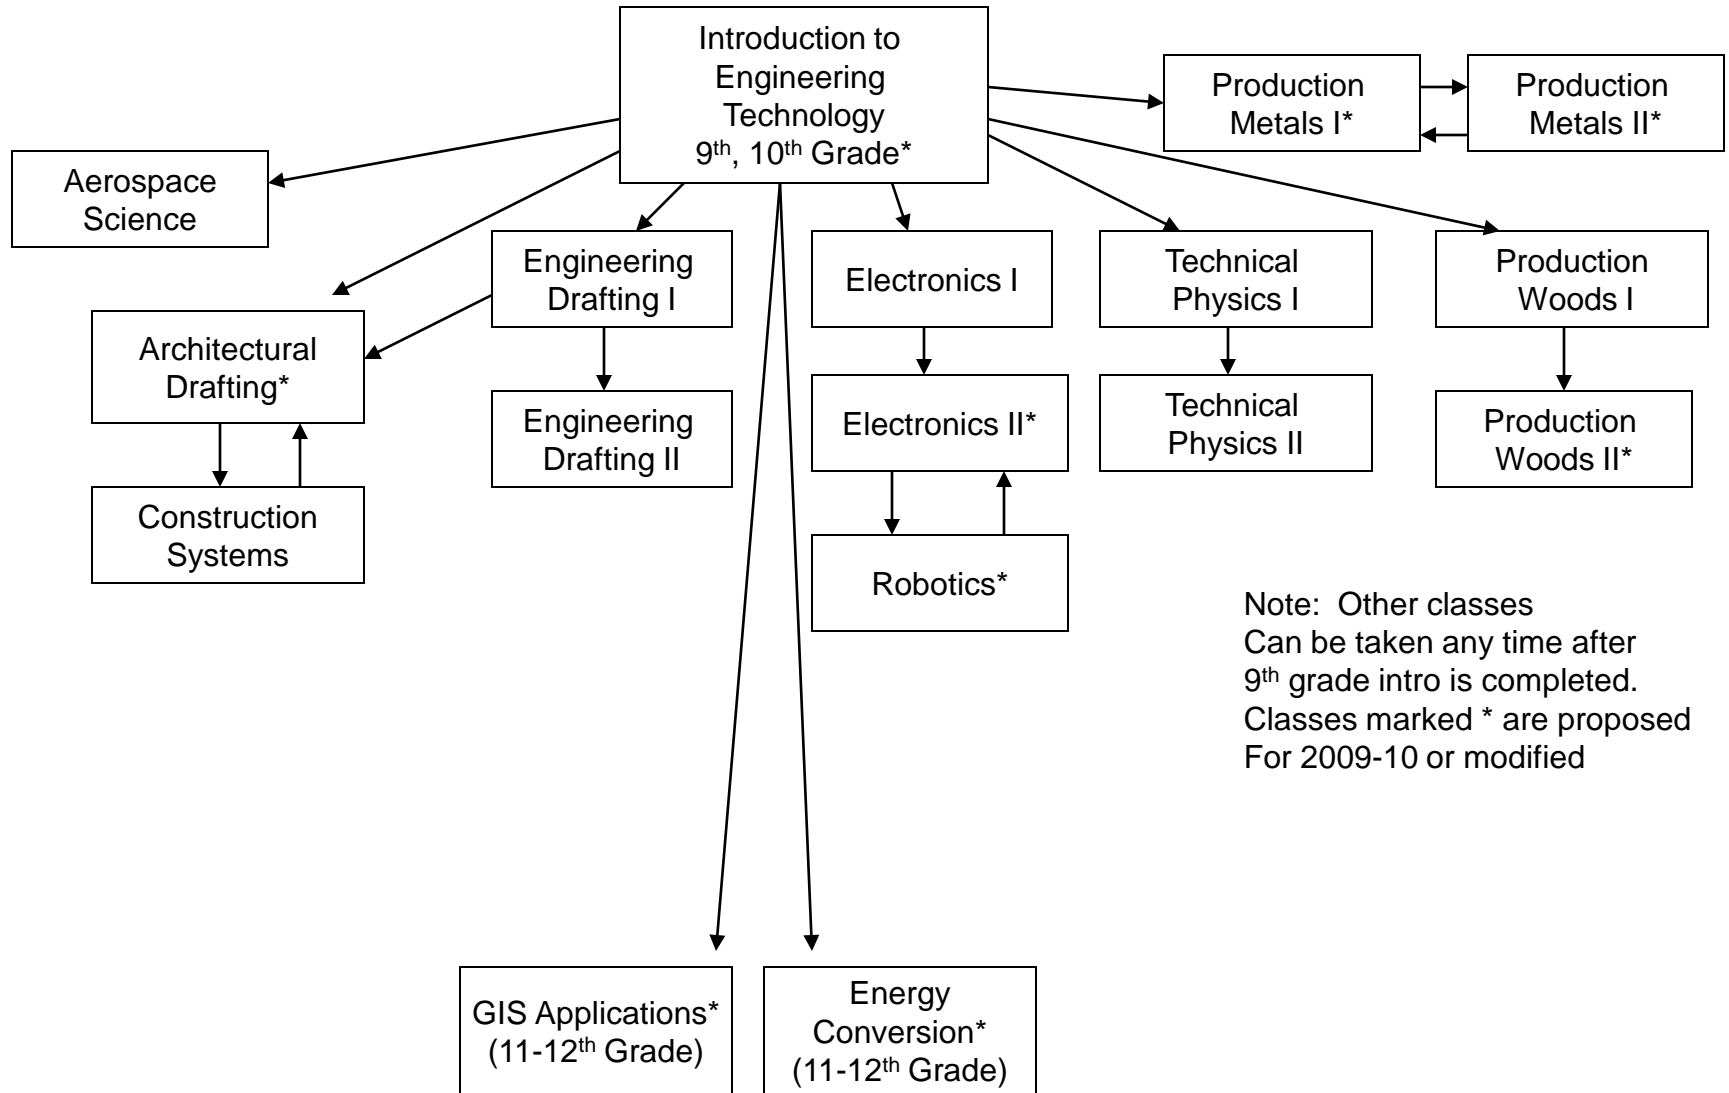 Introduction to
Engineering
Technology
9th, 10th Grade*
Production
Metals I*
Production
Metals II*
Aerospace
Science
Engineering
Drafting I
Electronics I
Technical
Physics I
Production
Woods I
Architectural
Drafting*
Engineering
Drafting II
Electronics II*
Technical
Physics II
Production
Woods II*
Construction
Systems
Robotics*
Note:  Other classes
Can be taken any time after
9th grade intro is completed.
Classes marked * are proposed
For 2009-10 or modified
GIS Applications*
(11-12th Grade)
Energy
Conversion*
(11-12th Grade)